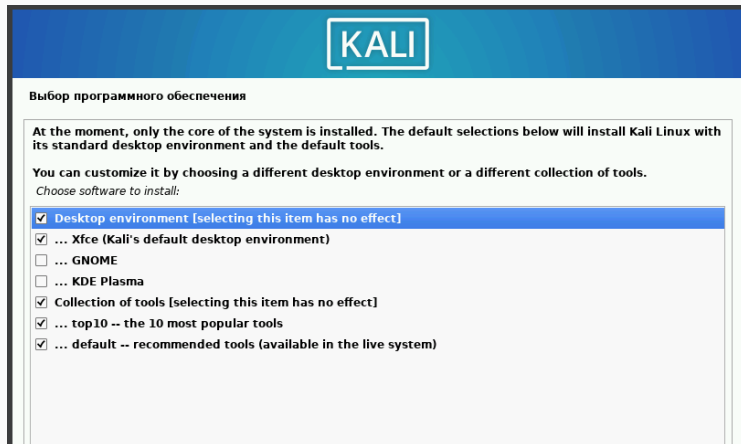 KALI
Выбор программного обеспечения
At the moment, only the core of the system is installed. The default selections below will install Kali Linux with
its standard desktop environment and the default tools.
You can customize it by choosing a different desktop environment or a different collection of tools.
Choose software to install:
Desktop environment [selecting this item has no effect]
... Xfce (Kali's default desktop environment)
... GNOME
... KDE Plasma
Collection of tools [selecting this item has no effect]
... top10 -- the 10 most popular tools
... default -- recommended tools (available in the live system)